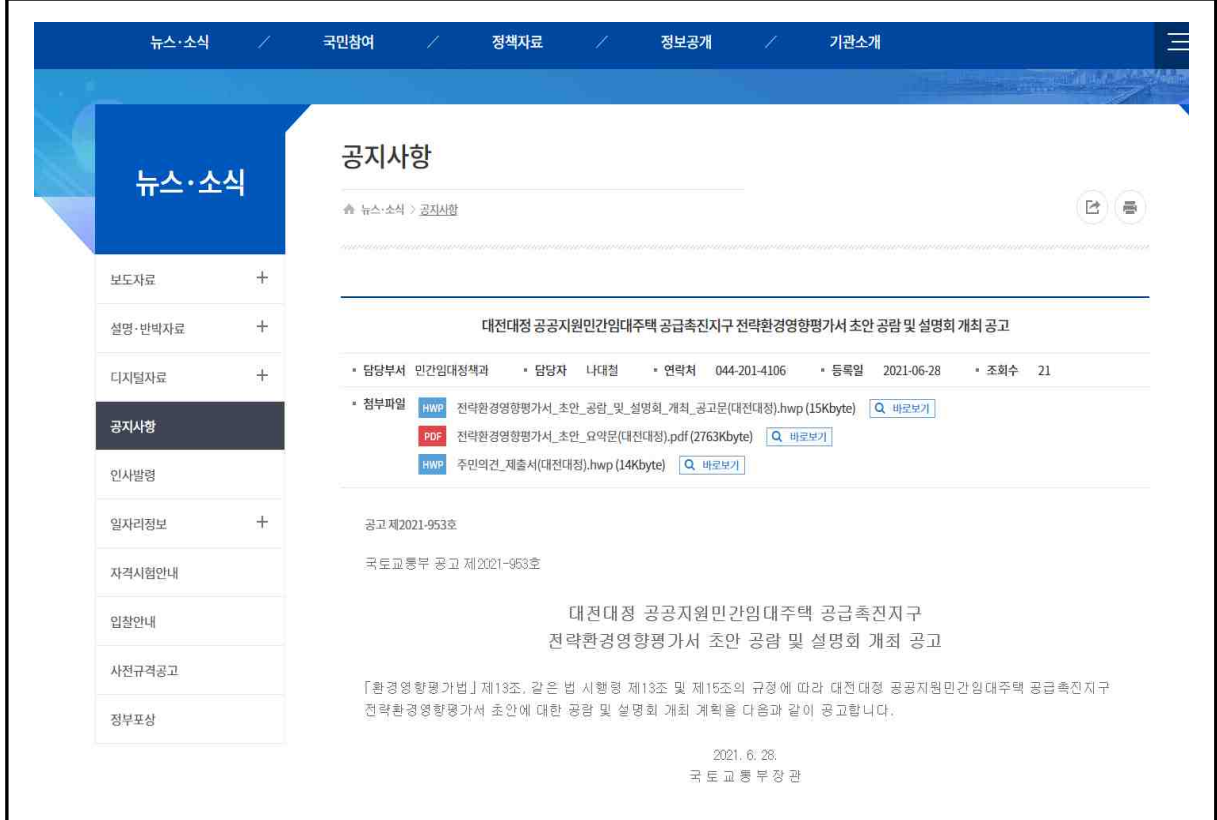 뉴스·소식 / 국민참여 / 정책자료 / 정보공개 / 기관소개
뉴스·소식
보도자료 +
설명·반박자료 +
디지털자료 +
공지사항
인사발령
일자리정보 +
자격시험안내
입찰안내
사전규격공고
정부포상
공지사항
뉴스·소식 > 공지사항
대전대정 공공지원민간임대주택 공급촉진지구 전략환경영향평가서 초안 공람 및 설명회 개최 공고
담당부서 민간임대정책과 담당자 나대철 연락처 044-201-4106 등록일 2021-06-28 조회수 21
첨부파일 HWP 전략환경영향평가서_초안_공람_및_설명회_개최_공고문(대전대정).hwp (15Kbyte) 바로보기
PDF 전략환경영향평가서_초안_요약문(대전대정).pdf (2763Kbyte) 바로보기
HWP 주민의견_제출서(대전대정).hwp (14Kbyte) 바로보기
공고 제2021-953호
국토교통부 공고 제2021-953호
대전대정 공공지원민간임대주택 공급촉진지구
전략환경영향평가서 초안 공람 및 설명회 개최 공고
「환경영향평가법」제13조, 같은 법 시행령 제13조 및 제15조의 규정에 따라 대전대정 공공지원민간임대주택 공급촉진지구
전략환경영향평가서 초안에 대한 공람 및 설명회 개최 계획을 다음과 같이 공고합니다.
2021. 6. 28.
국 토 교 통 부 장 관